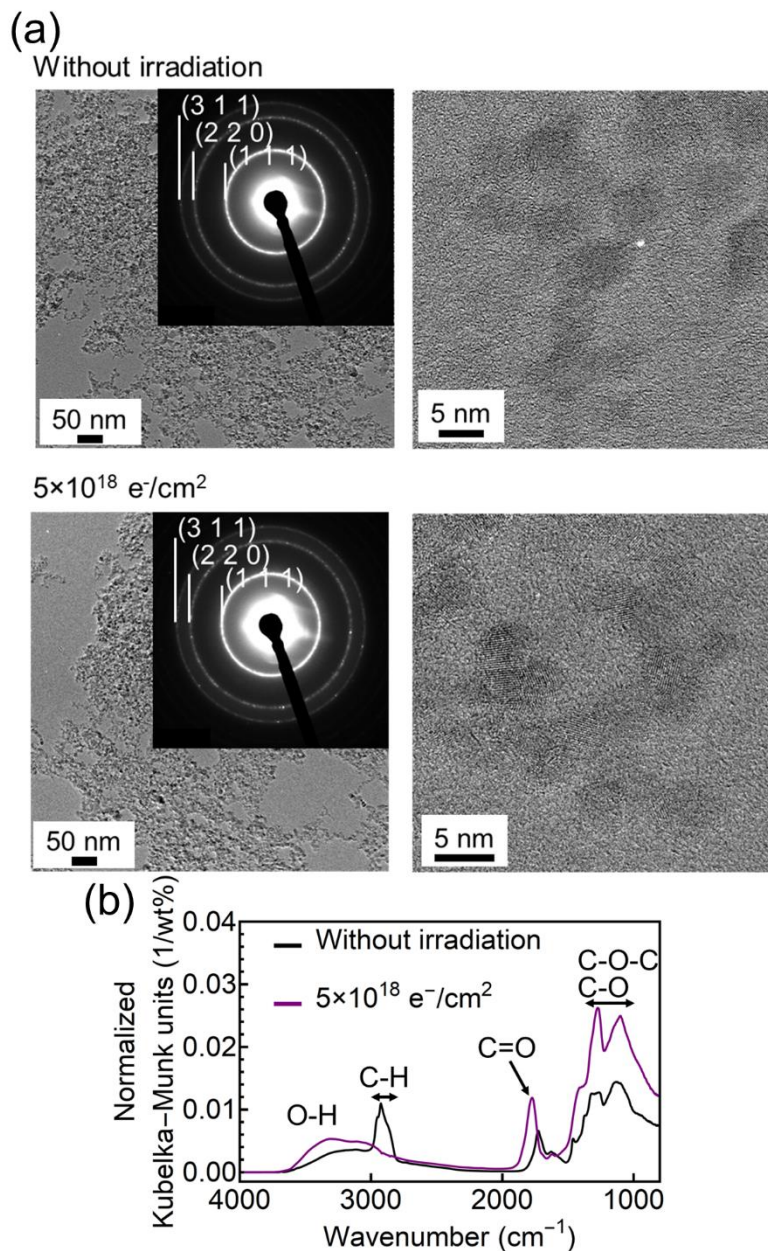 (a)
Without irradiation
(3 1 1)
(2 2 0)
(1 1 1)
50 nm
5 nm
5×10¹⁸ e⁻/cm²
(3 1 1)
(2 2 0)
(1 1 1)
50 nm
5 nm
(b)
Normalized
Kubelka–Munk units (1/wt%)
0.04
0.03
0.02
0.01
0.00
Without irradiation
5×10¹⁸ e⁻/cm²
O-H
C-H
C=O
C-O-C
C-O
4000 3000 2000 1000
Wavenumber (cm⁻¹)